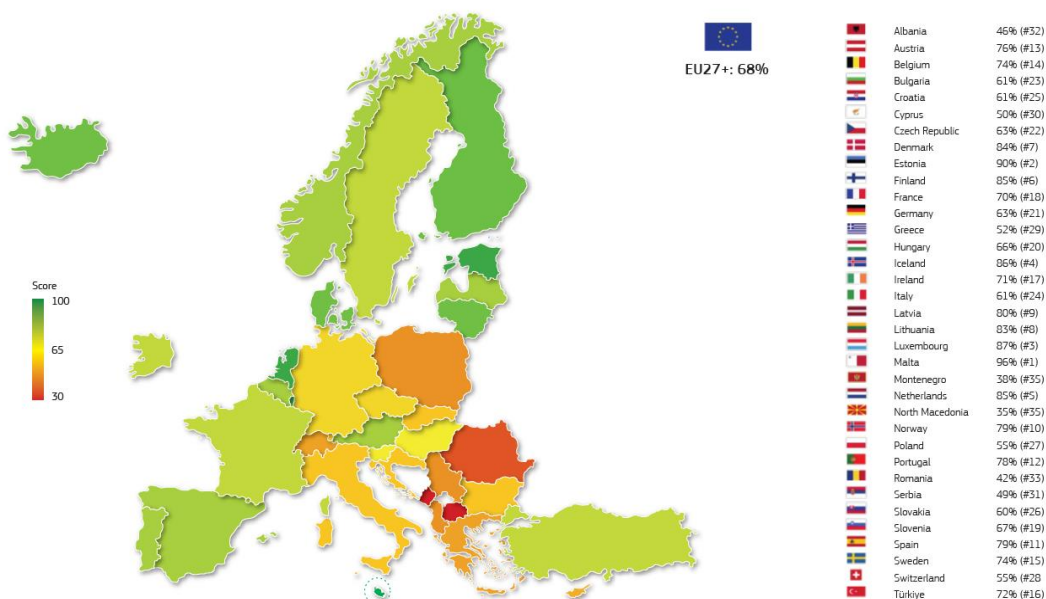 EU27+: 68%
Score
100
65
30
Albania 46% (#32)
Austria 76% (#13)
Belgium 74% (#14)
Bulgaria 61% (#23)
Croatia 61% (#25)
Cyprus 50% (#30)
Czech Republic 63% (#22)
Denmark 84% (#7)
Estonia 90% (#2)
Finland 85% (#6)
France 70% (#18)
Germany 63% (#21)
Greece 52% (#29)
Hungary 66% (#20)
Iceland 86% (#4)
Ireland 71% (#17)
Italy 61% (#24)
Latvia 80% (#9)
Lithuania 83% (#8)
Luxembourg 87% (#3)
Malta 96% (#1)
Montenegro 38% (#35)
Netherlands 85% (#5)
North Macedonia 35% (#35)
Norway 79% (#10)
Poland 55% (#27)
Portugal 78% (#12)
Romania 42% (#33)
Serbia 49% (#31)
Slovakia 60% (#26)
Slovenia 67% (#19)
Spain 79% (#11)
Sweden 74% (#15)
Switzerland 55% (#28
Türkiye 72% (#16)